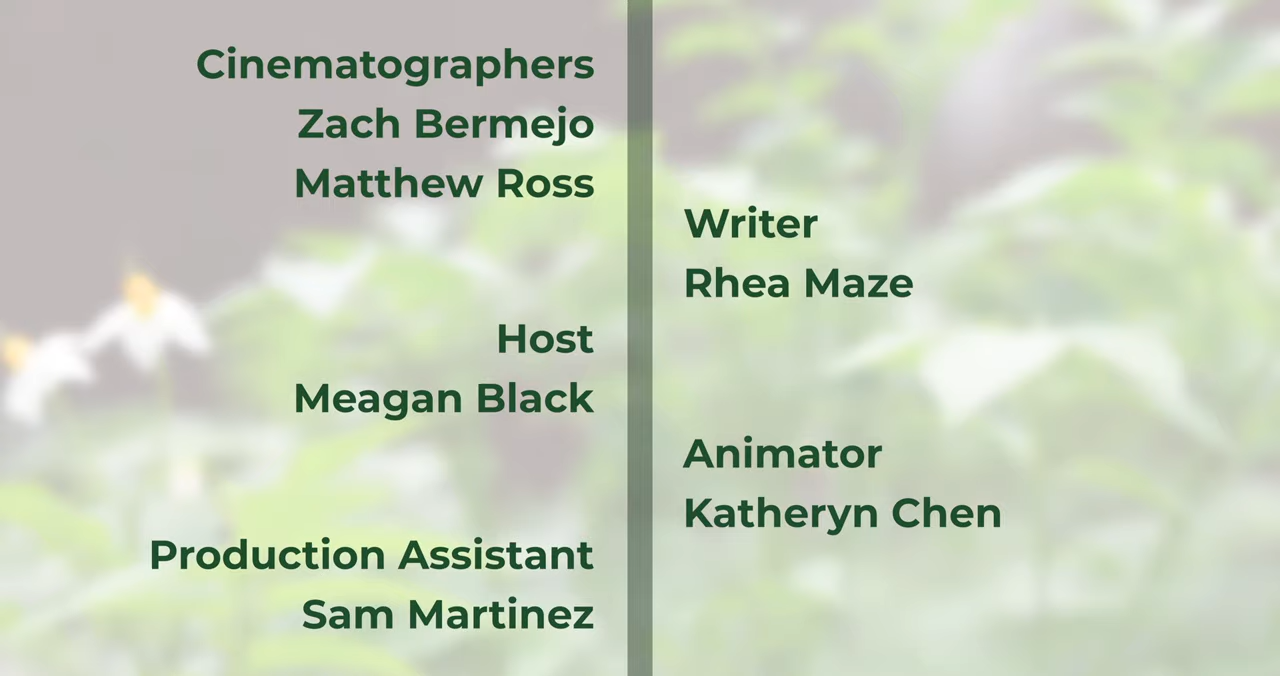 Cinematographers
Zach Bermejo
Matthew Ross
Host
Meagan Black
Production Assistant
Sam Martinez
Writer
Rhea Maze
Animator
Katheryn Chen